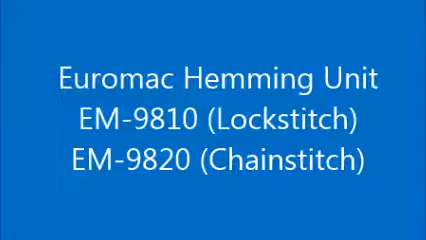 Euromac Hemming Unit
EM-9810 (Lockstitch)
EM-9820 (Chainstitch)